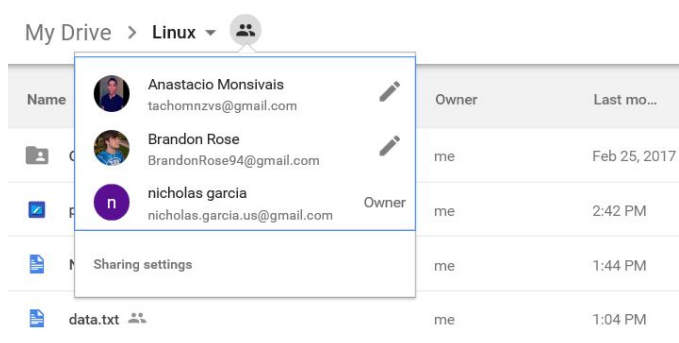 My Drive > Linux
Anastacio Monsivais
tachomnzvs@gmail.com
Name
Owner
Last mo...
Brandon Rose
BrandonRose94@gmail.com
me
Feb 25, 2017
nicholas garcia
nicholas.garcia.us@gmail.com
Owner
n
me
2:42 PM
Sharing settings
me
1:44 PM
data.txt
me
1:04 PM